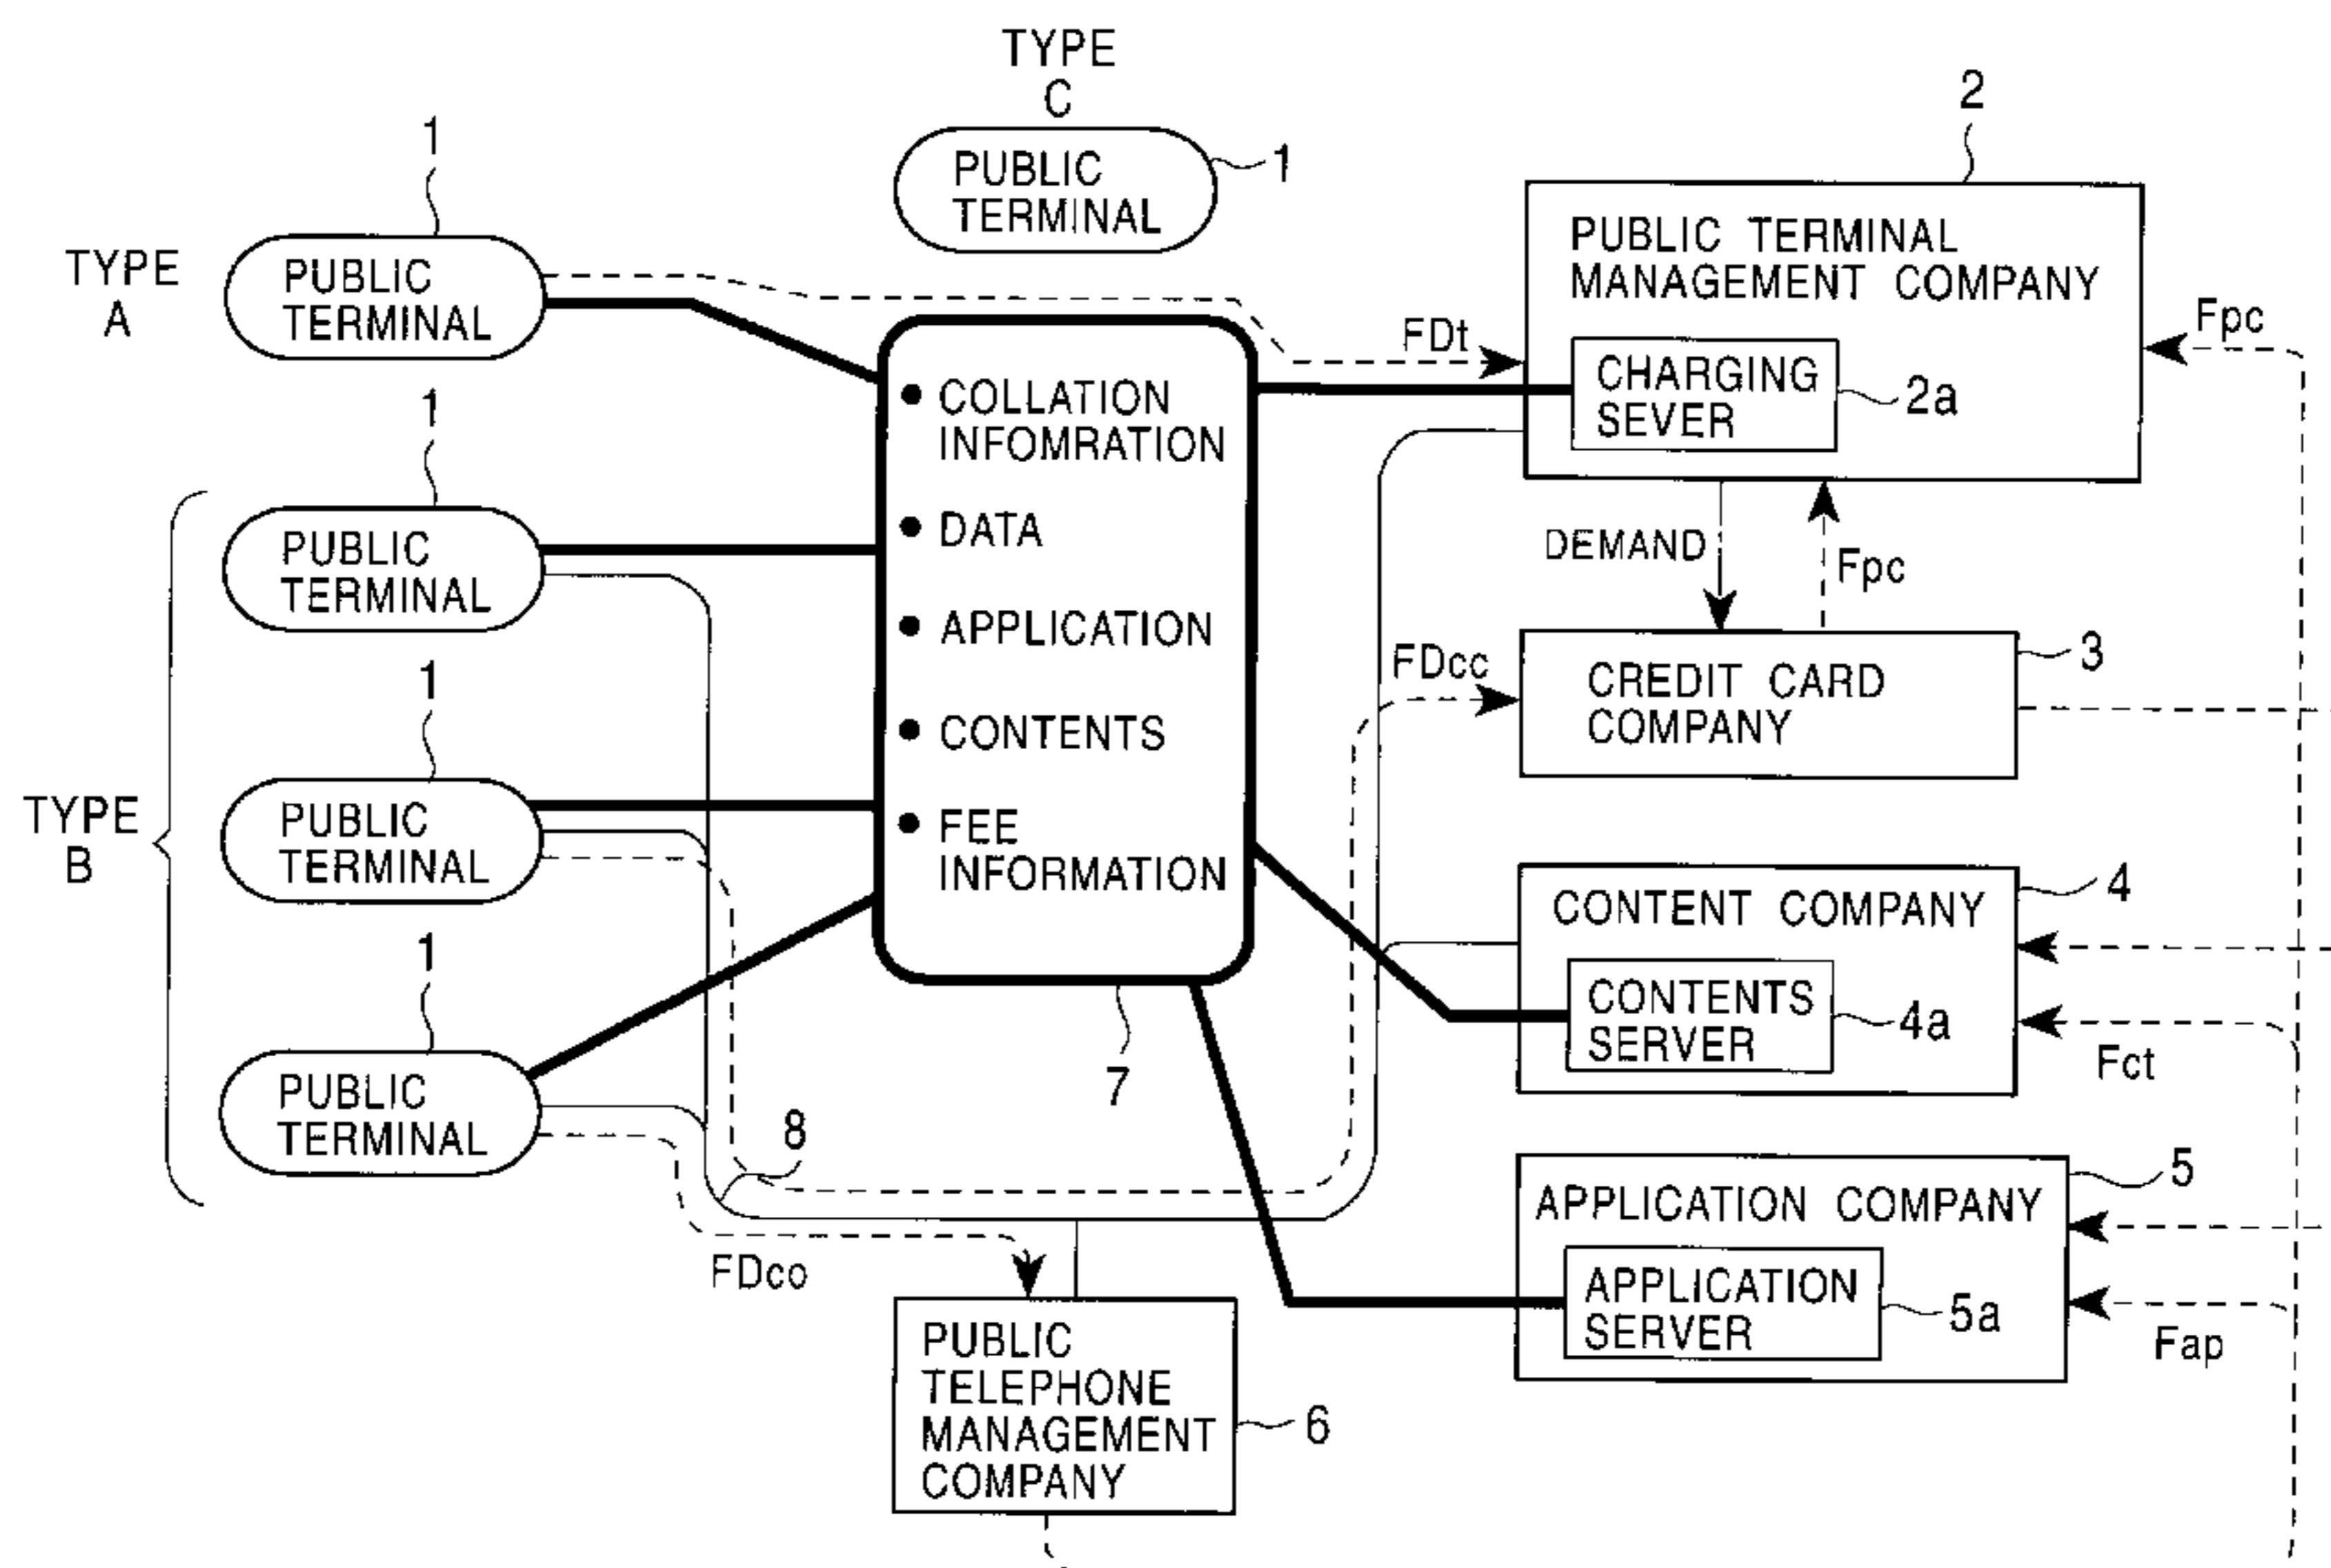 TYPE
C
PUBLIC
TERMINAL
1
TYPE
A
1
PUBLIC
TERMINAL
TYPE
B
1
PUBLIC
TERMINAL
1
PUBLIC
TERMINAL
1
PUBLIC
TERMINAL
• COLLATION
INFOMRATION
• DATA
• APPLICATION
• CONTENTS
• FEE
INFORMATION
7
8
FDt
FDcc
FDco
2
PUBLIC TERMINAL
MANAGEMENT COMPANY
CHARGING
SEVER
2a
Fpc
DEMAND
Fpc
CREDIT CARD
COMPANY
3
CONTENT COMPANY
4
CONTENTS
SERVER
4a
Fct
APPLICATION COMPANY
5
APPLICATION
SERVER
5a
Fap
PUBLIC
TELEPHONE
MANAGEMENT
COMPANY
6